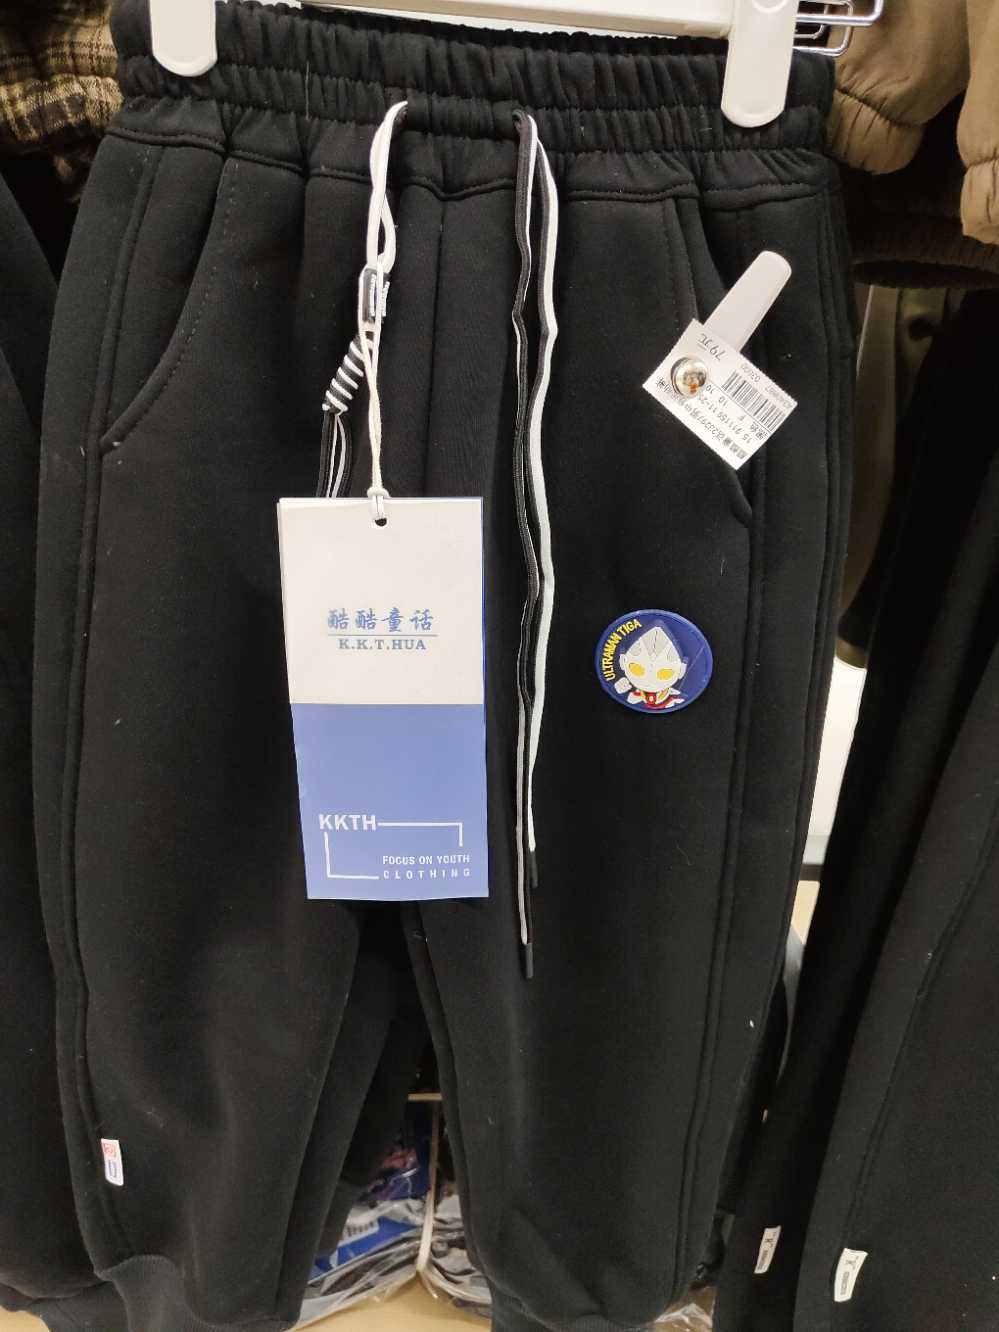 酷酷童话
K.K.T.HUA
KKTH
FOCUS ON YOUTH
CLOTHING
79元
ULTRAMAN TIGA